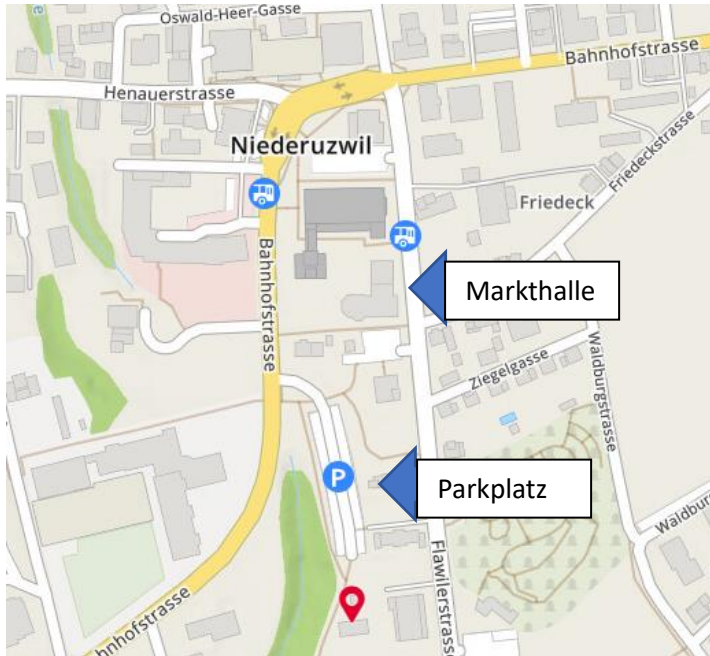 Oswald-Heer-Gasse
Bahnhofstrasse
Henauerstrasse
Niederuzwil
Friedeckstrasse
Friedeck
Bahnhofstrasse
Markthalle
Ziegelgasse
Waldburgstrasse
P
Parkplatz
Waldbu
Flawilerstrasse
hnhofstrasse